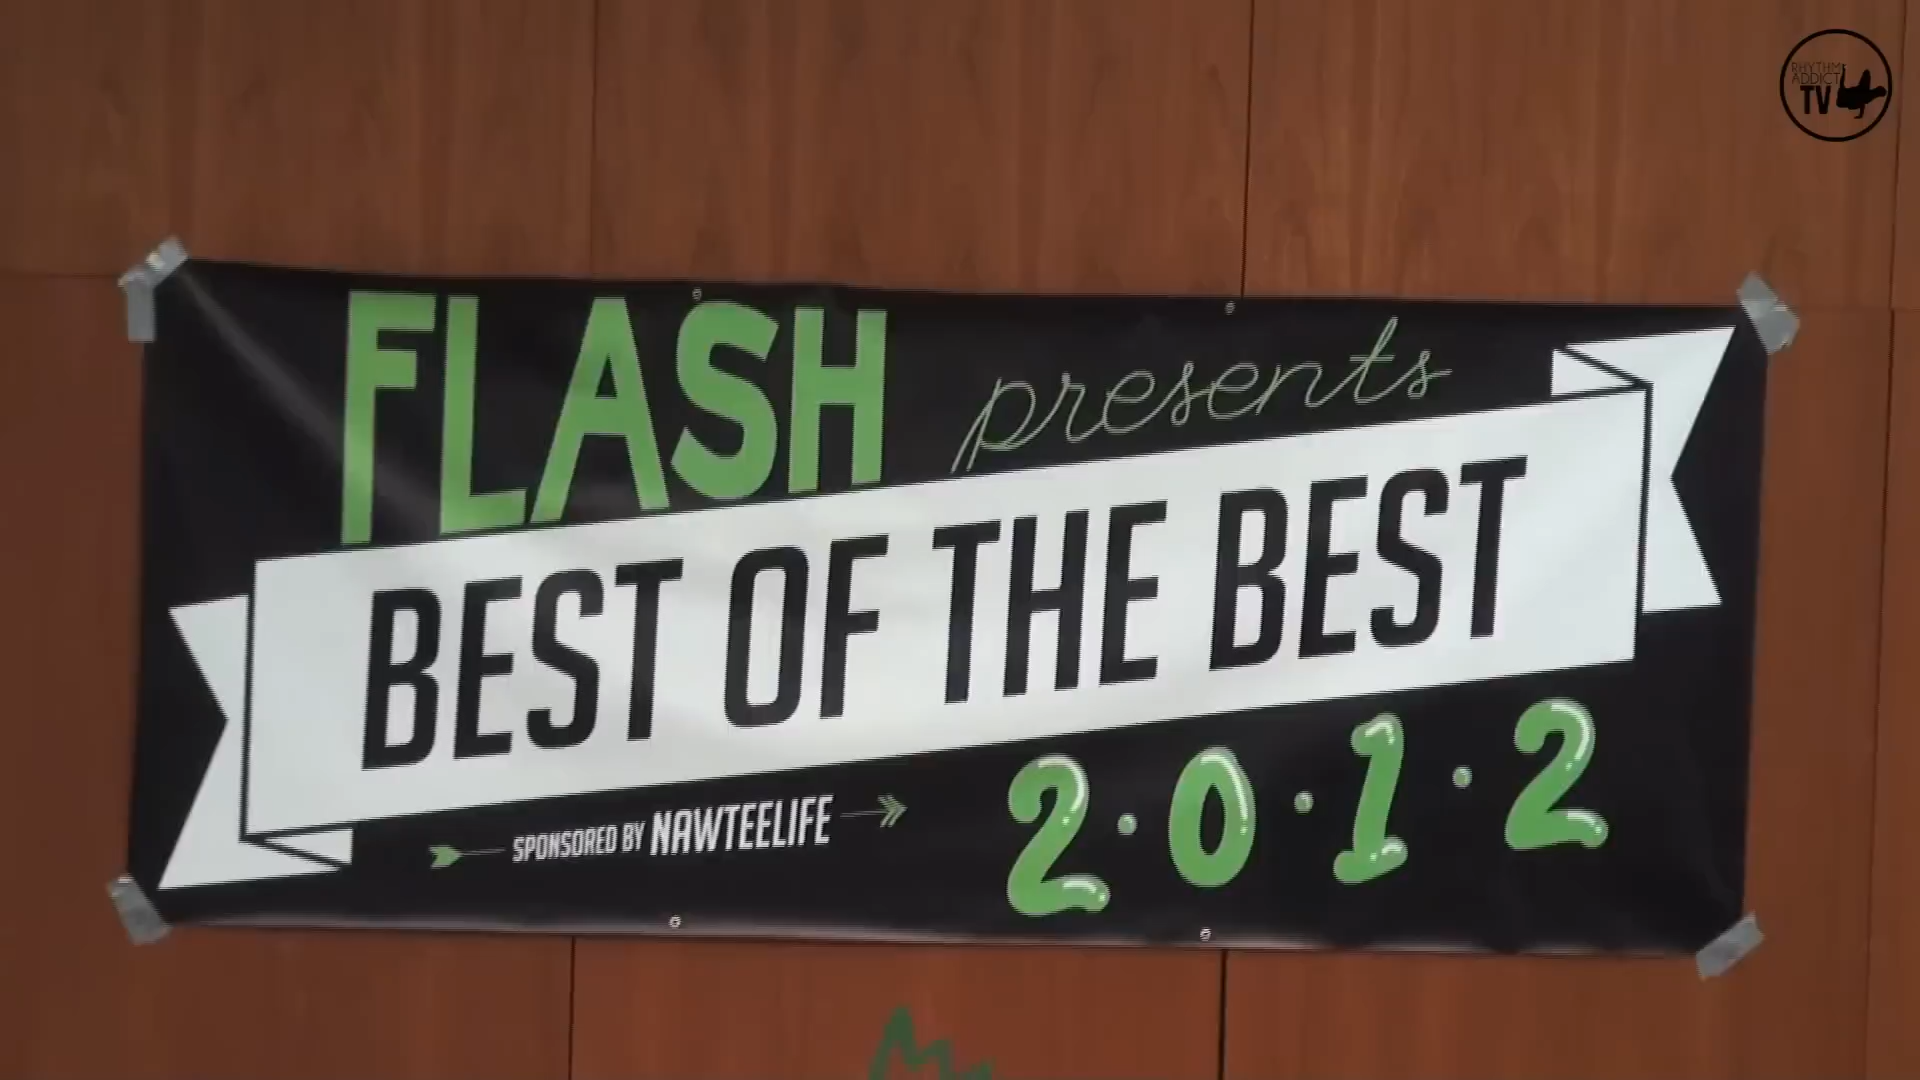 RHYTHM
ADDICT
TV
FLASH presents
BEST OF THE BEST
SPONSORED BY NAWTEELIFE
2·0·1·2